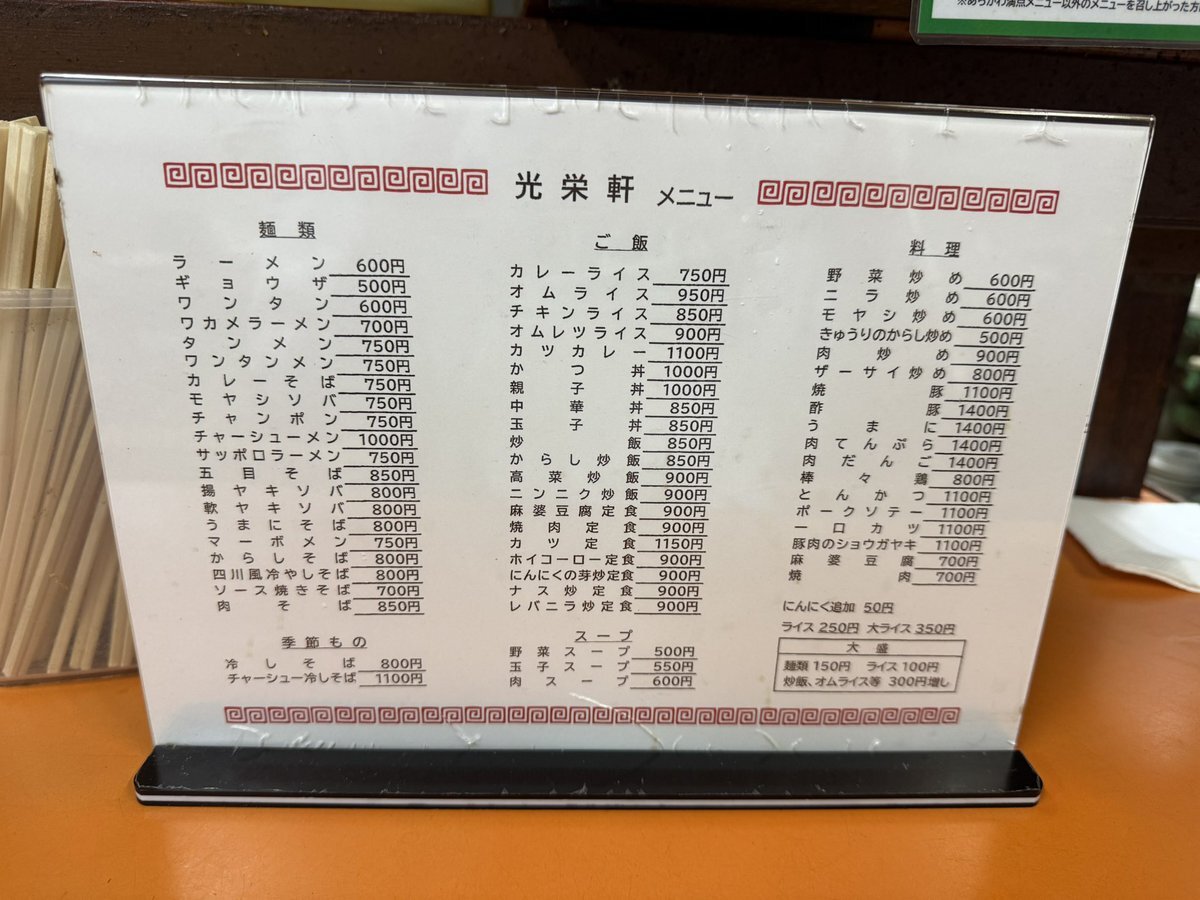 ※あらかわ満点メニュー以外のメニューを召し上がった方
光栄軒 メニュー
麺類
ラーメン 600円
ギョウザ 500円
ワンタン 600円
ワカメラーメン 700円
タンメン 750円
ワンタンメン 750円
カレーそば 750円
モヤシソバ 750円
チャンポン 750円
チャーシューメン 1000円
サッポロラーメン 750円
五目そば 850円
揚ヤキソバ 800円
軟ヤキソバ 800円
うまにそば 800円
マーボメン 750円
からしそば 800円
四川風冷やしそば 800円
ソース焼きそば 700円
肉そば 850円
季節もの
冷しそば 800円
チャーシュー冷しそば 1100円
ご飯
カレーライス 750円
オムライス 950円
チキンライス 850円
オムレツライス 900円
カツカレー 1100円
かつ丼 1000円
親子丼 1000円
中華丼 850円
玉子丼 850円
炒飯 850円
からし炒飯 850円
高菜炒飯 900円
ニンニク炒飯 900円
麻婆豆腐定食 900円
焼肉定食 900円
カツ定食 1150円
ホイコーロー定食 900円
にんにくの芽炒定食 900円
ナス炒定食 900円
レバニラ炒定食 900円
スープ
野菜スープ 500円
玉子スープ 550円
肉スープ 600円
料理
野菜炒め 600円
ニラ炒め 600円
モヤシ炒め 600円
きゅうりのからし炒め 500円
肉炒め 900円
ザーサイ炒め 800円
焼豚 1100円
酢豚 1400円
うまに 1400円
肉てんぷら 1400円
肉だんご 1400円
棒々鶏 800円
とんかつ 1100円
ポークソテー 1100円
一口カツ 1100円
豚肉のショウガヤキ 1100円
麻婆豆腐 700円
焼肉 700円
にんにく追加 50円
ライス 250円 大ライス 350円
大盛
麺類 150円 ライス 100円
炒飯、オムライス等 300円増し